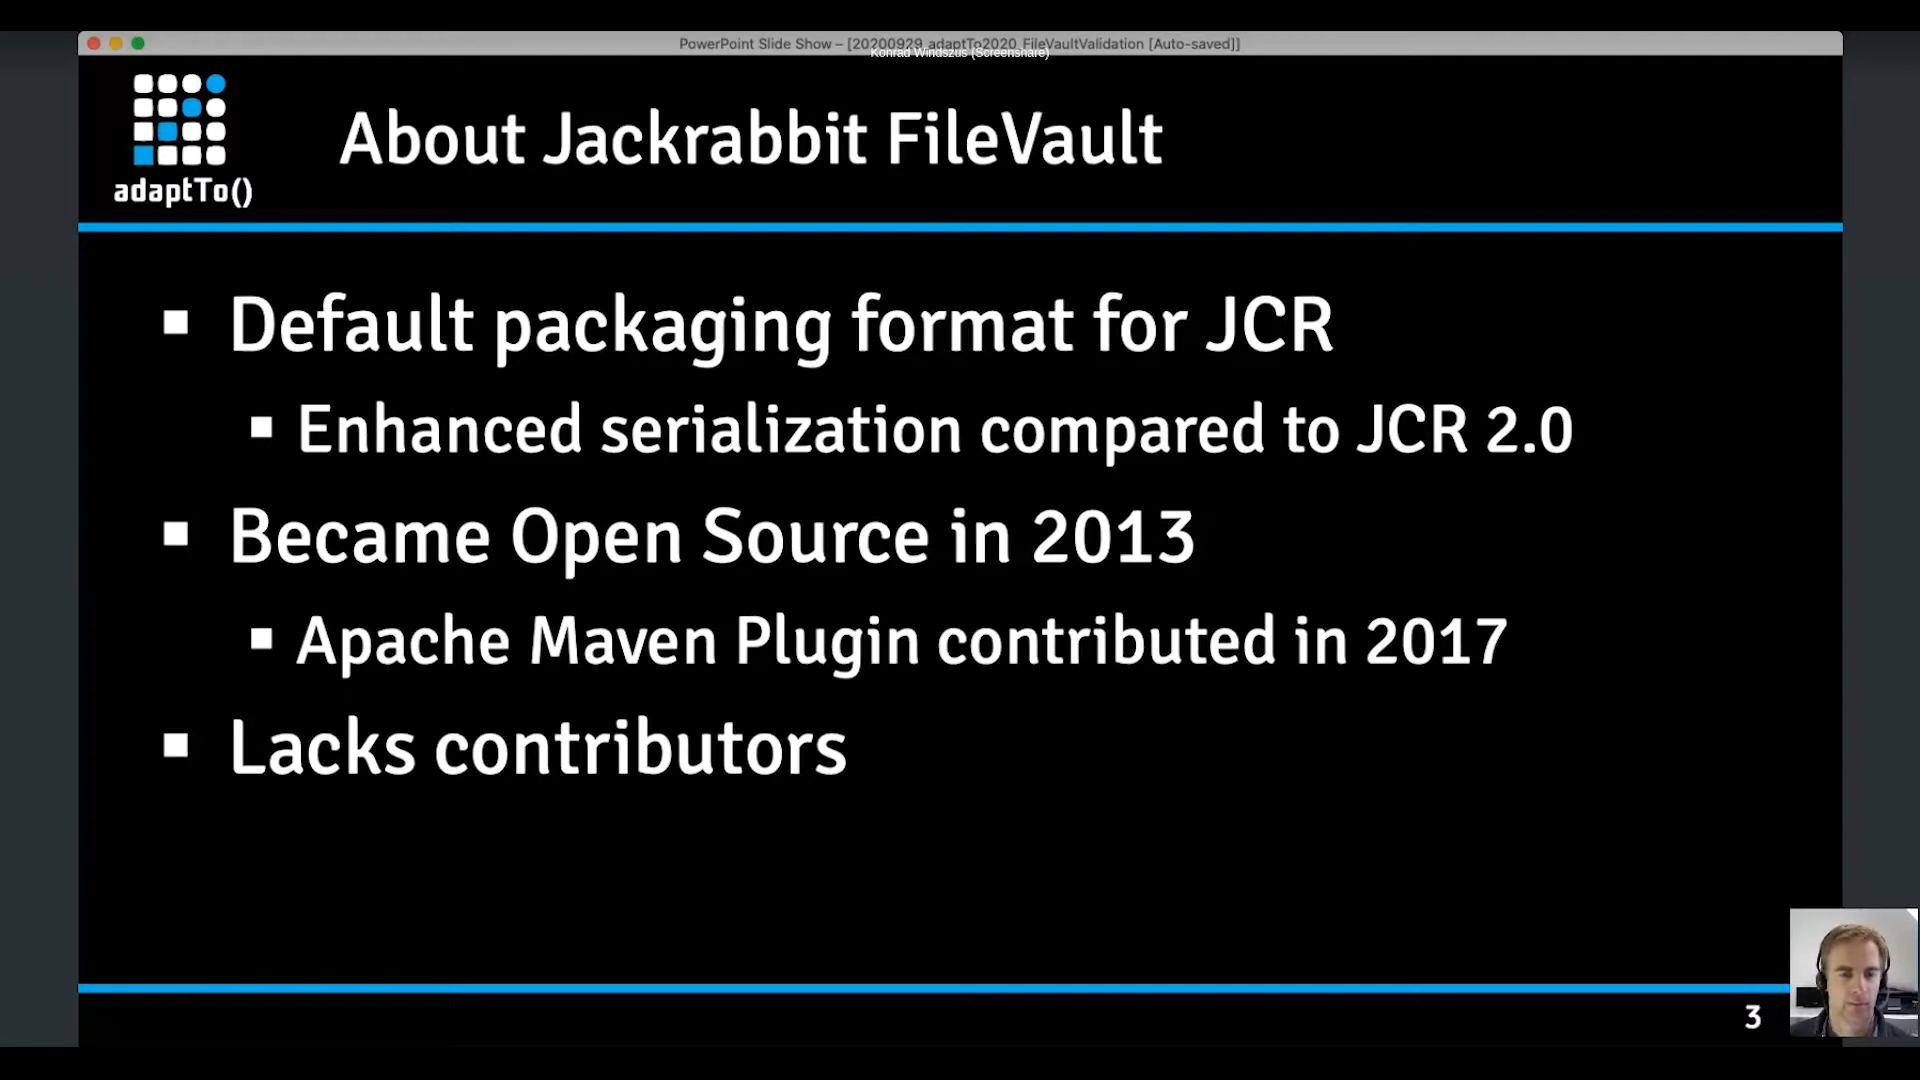 PowerPoint Slide Show – [20200929_adaptTo2020_FileVaultValidation [Auto-saved]]
Konrad Windszus (Screenshare)
adaptTo()
About Jackrabbit FileVault
Default packaging format for JCR
Enhanced serialization compared to JCR 2.0
Became Open Source in 2013
Apache Maven Plugin contributed in 2017
Lacks contributors
3